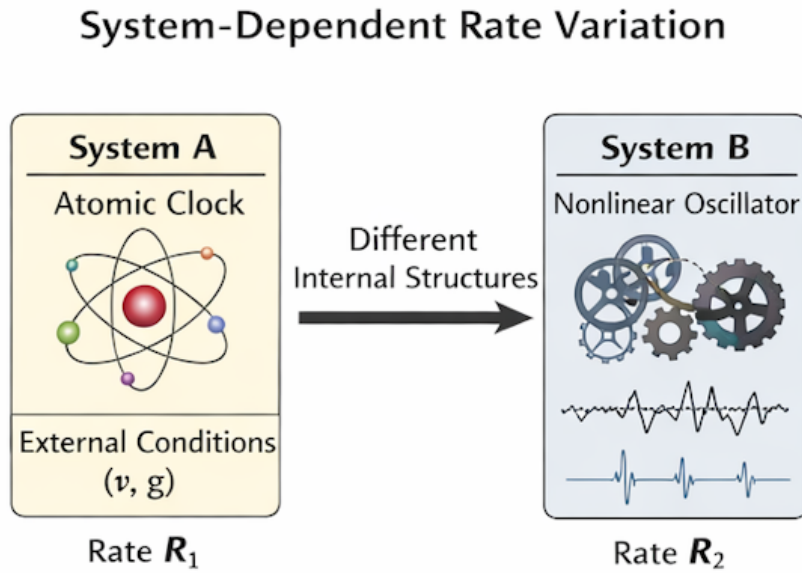 System-Dependent Rate Variation
System A
Atomic Clock
External Conditions
(v, g)
Rate R₁
Different
Internal Structures
System B
Nonlinear Oscillator
Rate R₂